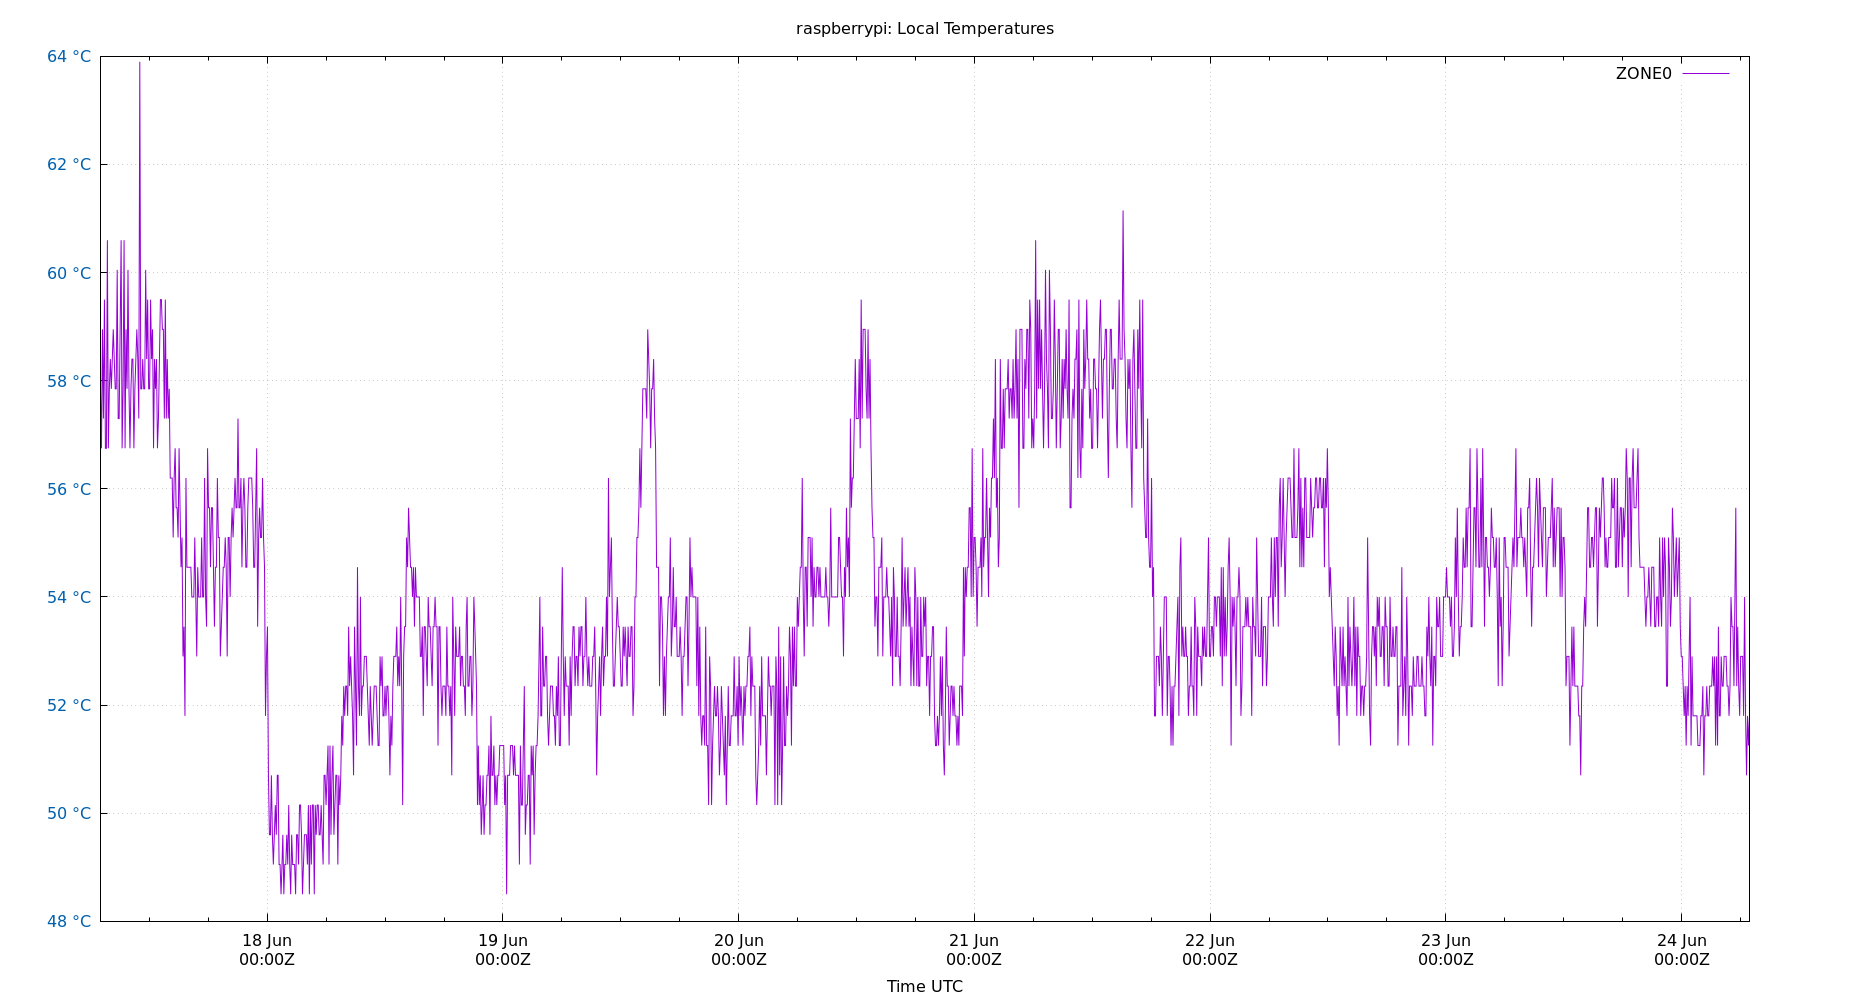 raspberrypi: Local Temperatures
ZONE0
64 °C
62 °C
60 °C
58 °C
56 °C
54 °C
52 °C
50 °C
48 °C
18 Jun
00:00Z
19 Jun
00:00Z
20 Jun
00:00Z
21 Jun
00:00Z
22 Jun
00:00Z
23 Jun
00:00Z
24 Jun
00:00Z
Time UTC